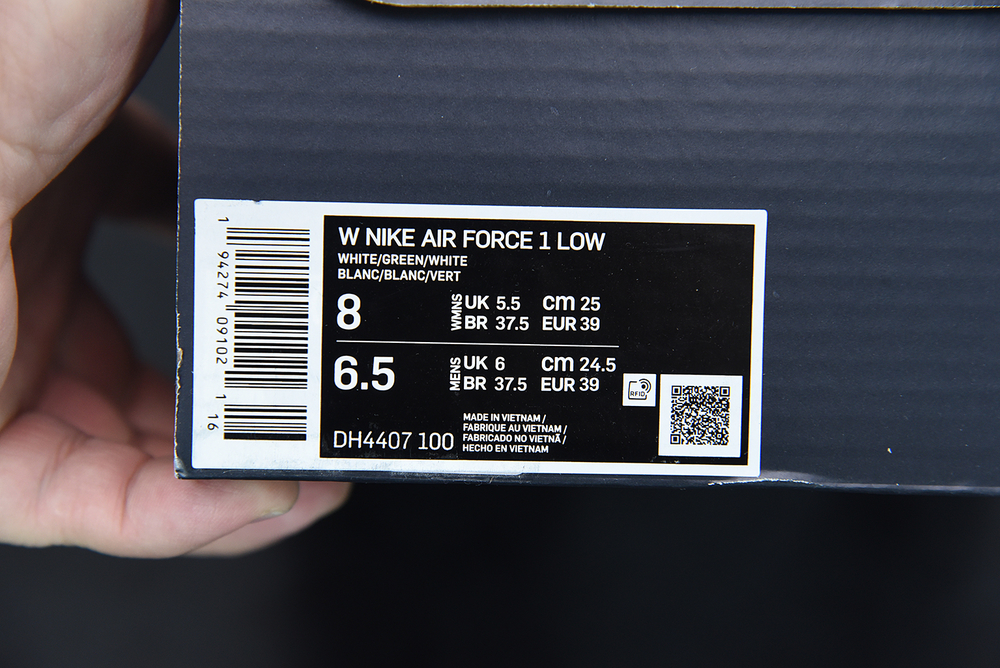 W NIKE AIR FORCE 1 LOW
WHITE/GREEN/WHITE
BLANC/BLANC/VERT
8 WMNS UK 5.5 cm 25
BR 37.5 EUR 39
6.5 MENS UK 6 cm 24.5
BR 37.5 EUR 39
RFID
MADE IN VIETNAM /
FABRIQUE AU VIETNAM /
FABRICADO NO VIETNÃ /
HECHO EN VIETNAM
DH4407 100
1 94274 09102 1 16